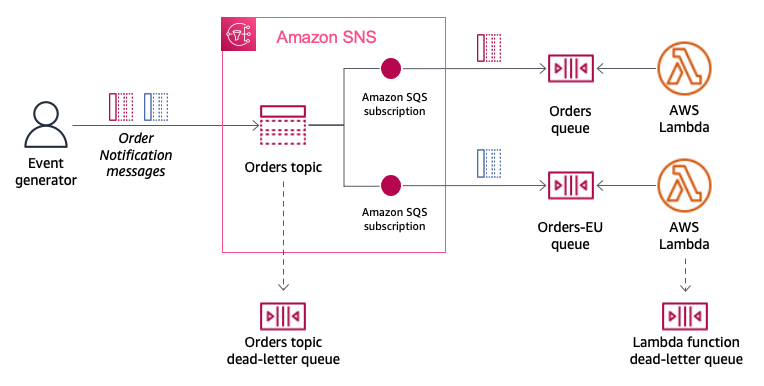 Amazon SNS
Amazon SQS
subscription
Orders
queue
AWS
Lambda
Event
generator
Order
Notification
messages
Orders topic
Amazon SQS
subscription
Orders-EU
queue
AWS
Lambda
Orders topic
dead-letter queue
Lambda function
dead-letter queue